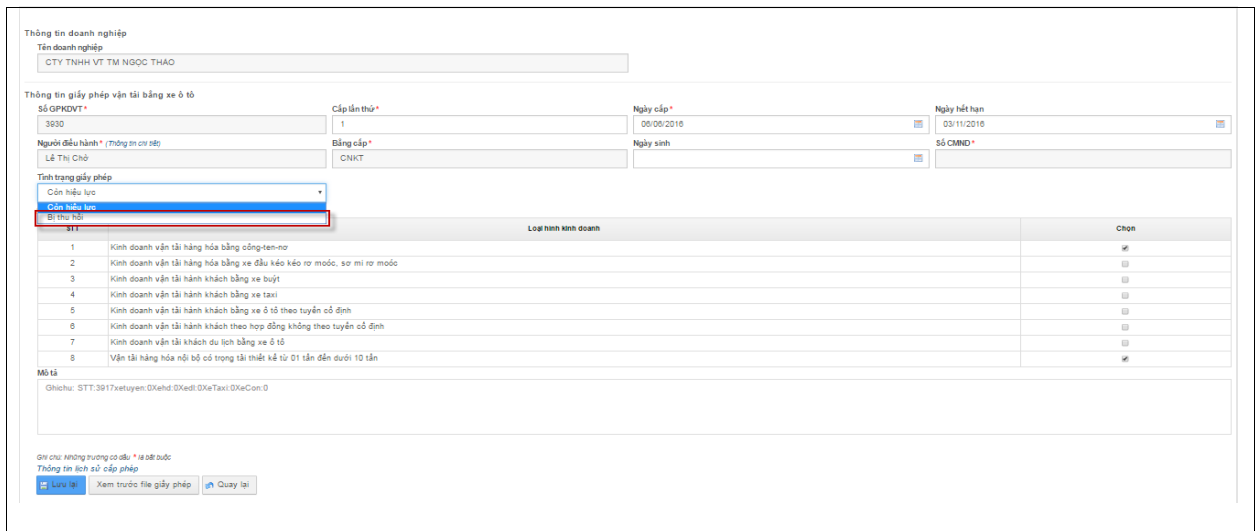 Thông tin doanh nghiệp
Tên doanh nghiệp
CTY TNHH VT TM NGOC THAO
Thông tin giấy phép vận tải bằng xe ô tô
Số GPKDVT * Cấp lần thứ * Ngày cấp * Ngày hết hạn
3930 1 06/06/2016 03/11/2016
Người điều hành * (Thông tin chi tiết) Bằng cấp * Ngày sinh Số CMND *
Lê Thị Chở CNKT
Tình trạng giấy phép
Còn hiệu lực
Còn hiệu lực
Bị thu hồi
STT Loại hình kinh doanh Chọn
1 Kinh doanh vận tải hàng hóa bằng công-ten-nơ
2 Kinh doanh vận tải hàng hóa bằng xe đầu kéo kéo rơ moóc, sơ mi rơ moóc
3 Kinh doanh vận tải hành khách bằng xe buýt
4 Kinh doanh vận tải hành khách bằng xe taxi
5 Kinh doanh vận tải hành khách bằng xe ô tô theo tuyến cố định
6 Kinh doanh vận tải hành khách theo hợp đồng không theo tuyến cố định
7 Kinh doanh vận tải khách du lịch bằng xe ô tô
8 Vận tải hàng hóa nội bộ có trọng tải thiết kế từ 01 tấn đến dưới 10 tấn
Mô tả
Ghichu: STT:3917xetuyen:0Xehd:0Xedl:0XeTaxi:0XeCon:0
Ghi chú: Những trường có dấu * là bắt buộc
Thông tin lịch sử cấp phép
Lưu lại Xem trước file giấy phép Quay lại